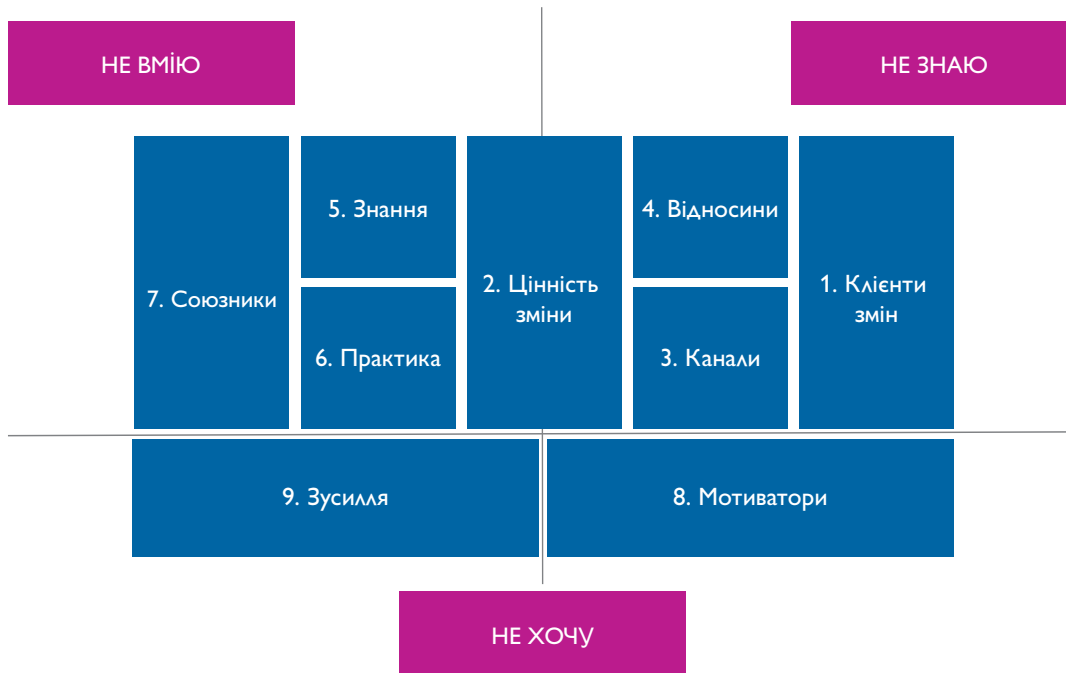 НЕ ВМІЮ
НЕ ЗНАЮ
7. Союзники
5. Знання
6. Практика
2. Цінність
зміни
4. Відносини
3. Канали
1. Клієнти
змін
9. Зусилля
8. Мотиватори
НЕ ХОЧУ